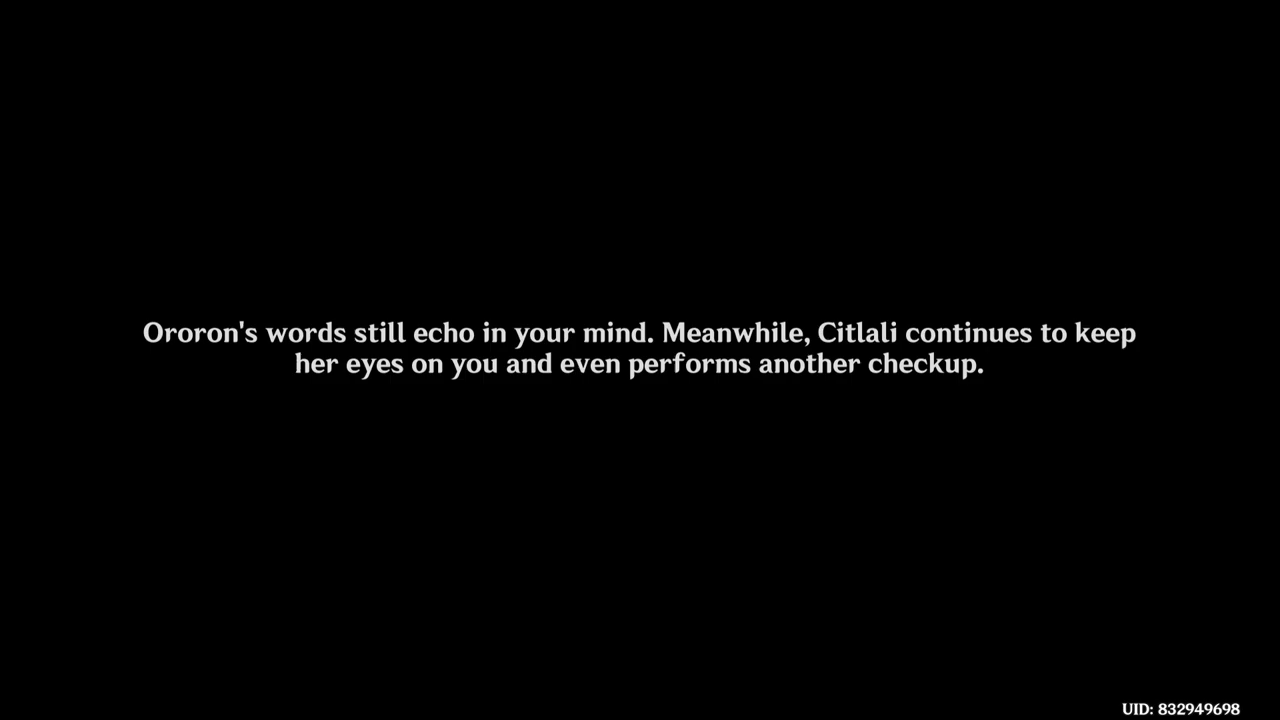 Ororon's words still echo in your mind. Meanwhile, Citlali continues to keep
her eyes on you and even performs another checkup.
UID: 832949698